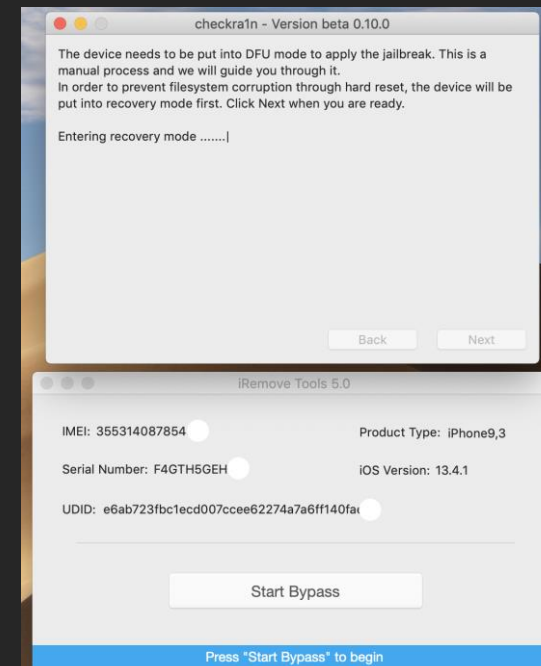 checkra1n - Version beta 0.10.0
The device needs to be put into DFU mode to apply the jailbreak. This is a
manual process and we will guide you through it.
In order to prevent filesystem corruption through hard reset, the device will be
put into recovery mode first. Click Next when you are ready.
Entering recovery mode .......|
Back Next
iRemove Tools 5.0
IMEI: 355314087854 Product Type: iPhone9,3
Serial Number: F4GTH5GEH iOS Version: 13.4.1
UDID: e6ab723fbc1ecd007ccee62274a7a6ff140fa
Start Bypass
Press "Start Bypass" to begin